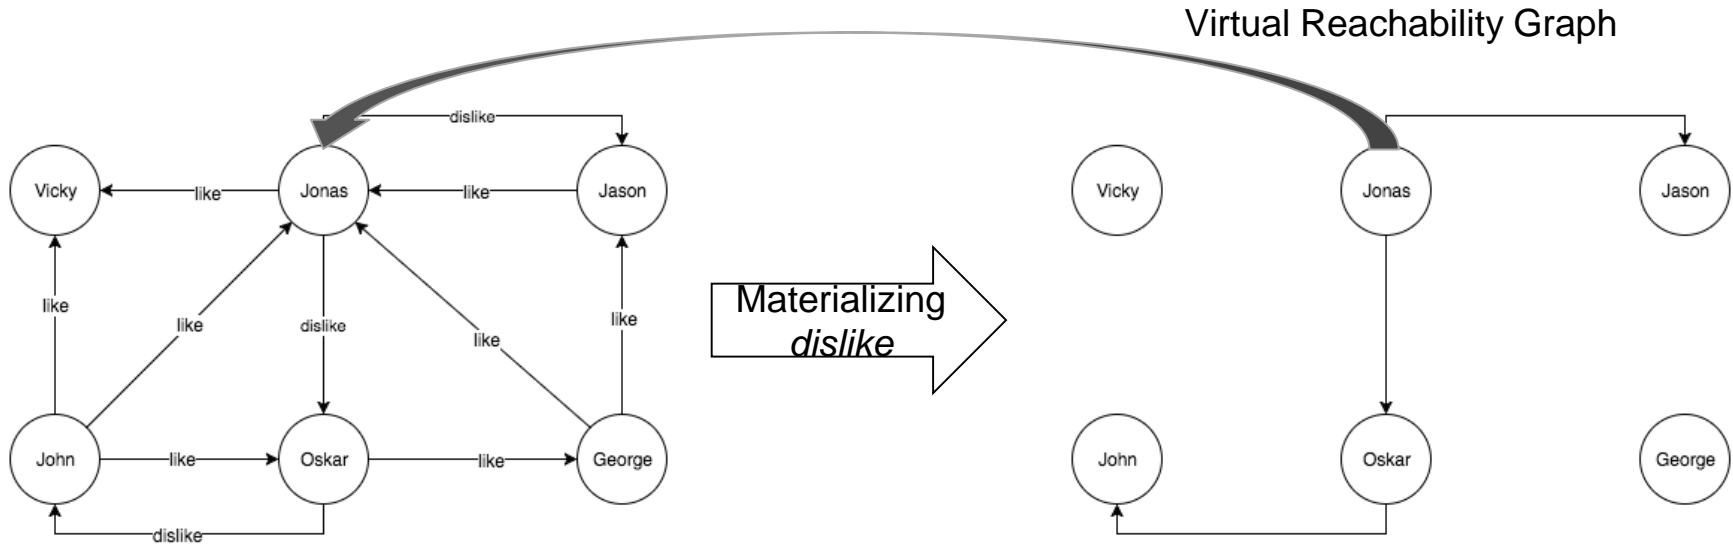 Virtual Reachability Graph
dislike
Vicky
like
Jonas
like
Jason
Vicky
Jonas
Jason
like
like
dislike
like
like
Materializing
dislike
John
like
Oskar
like
George
John
Oskar
George
dislike